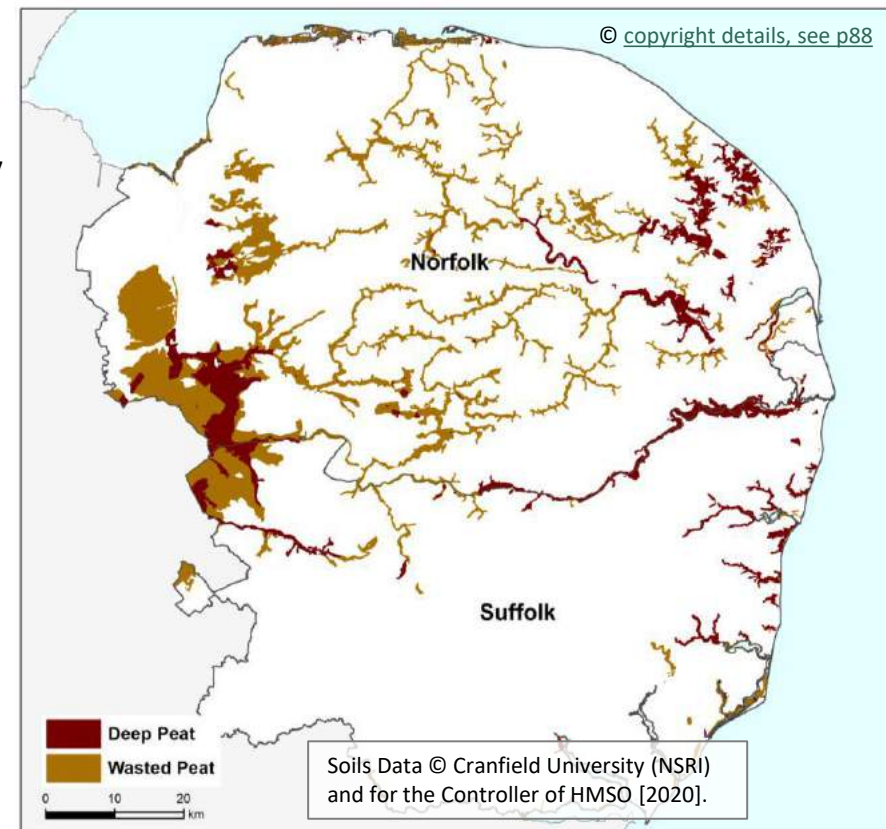 © copyright details, see p88
Norfolk
Suffolk
Deep Peat
Wasted Peat
0 10 20
km
Soils Data © Cranfield University (NSRI)
and for the Controller of HMSO [2020].